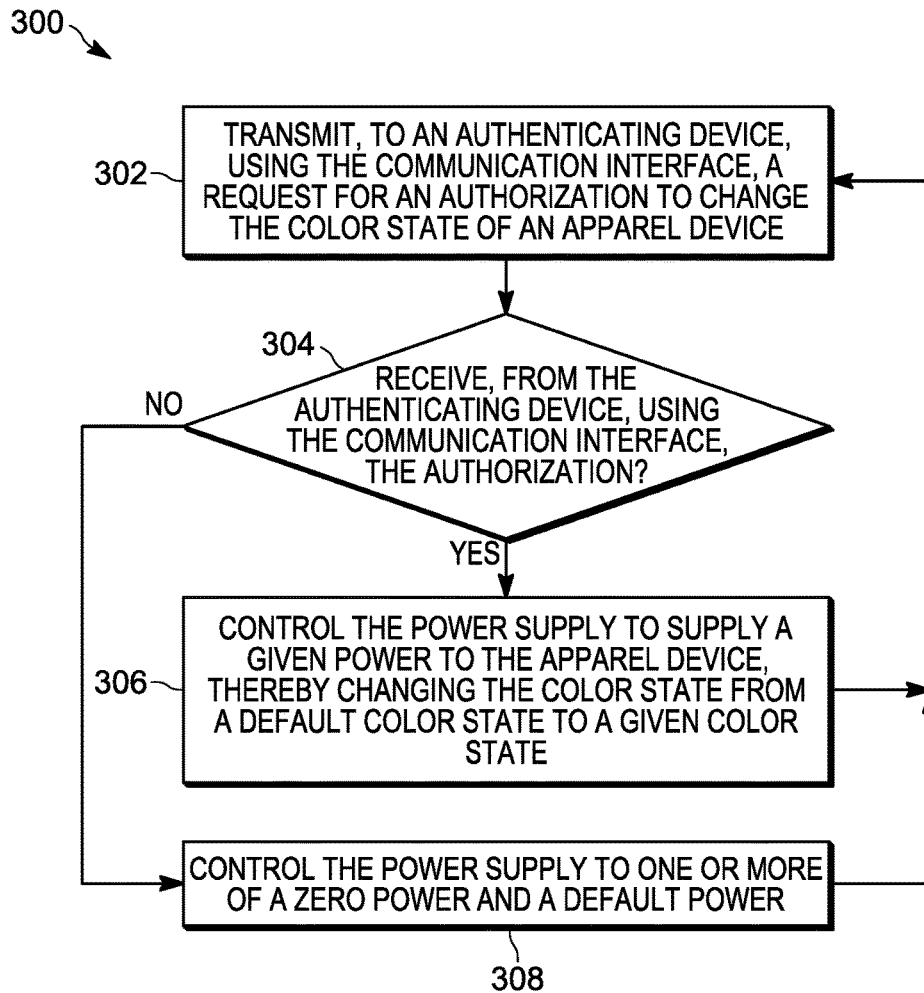 300
302
TRANSMIT, TO AN AUTHENTICATING DEVICE,
USING THE COMMUNICATION INTERFACE, A
REQUEST FOR AN AUTHORIZATION TO CHANGE
THE COLOR STATE OF AN APPAREL DEVICE
304
RECEIVE, FROM THE
AUTHENTICATING DEVICE, USING
THE COMMUNICATION INTERFACE,
THE AUTHORIZATION?
NO
YES
306
CONTROL THE POWER SUPPLY TO SUPPLY A
GIVEN POWER TO THE APPAREL DEVICE,
THEREBY CHANGING THE COLOR STATE FROM
A DEFAULT COLOR STATE TO A GIVEN COLOR
STATE
CONTROL THE POWER SUPPLY TO ONE OR MORE
OF A ZERO POWER AND A DEFAULT POWER
308